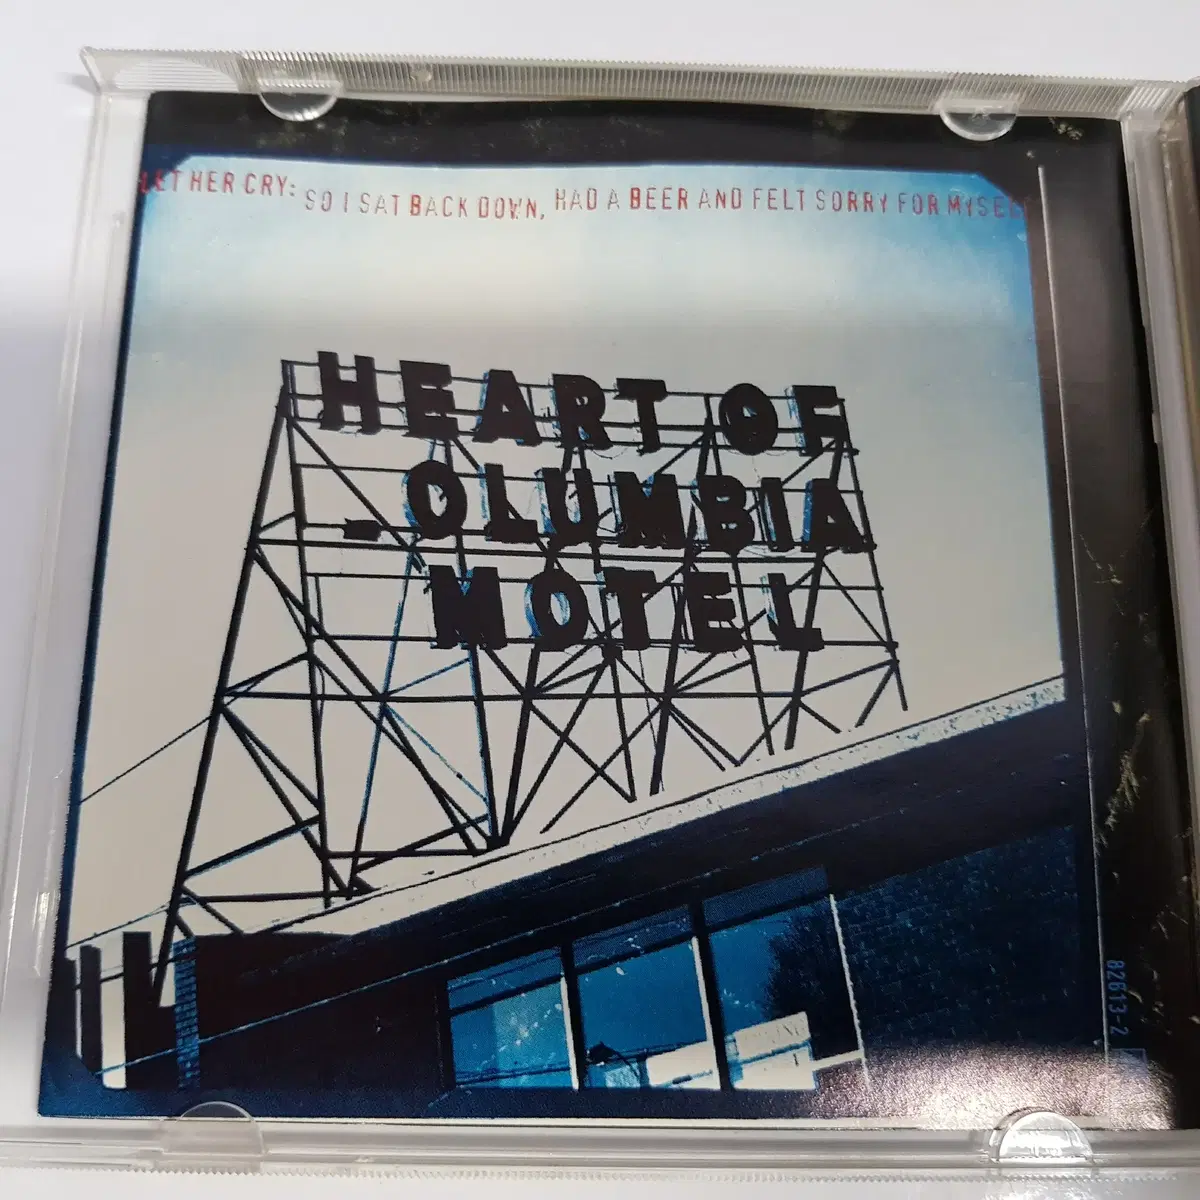 LET HER CRY: SO I SAT BACK DOWN, HAD A BEER AND FELT SORRY FOR MYSELF
HEART OF
OLUMBIA
MOTEL
82613-2